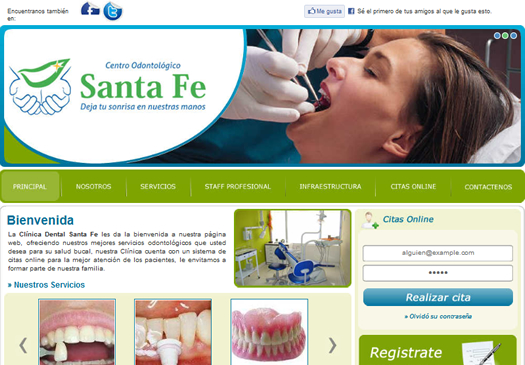 Encuentranos también
en:
Me gusta
Sé el primero de tus amigos al que le gusta esto.
Centro Odontológico
Santa Fe
Deja tu sonrisa en nuestras manos
PRINCIPAL
NOSOTROS
SERVICIOS
STAFF PROFESIONAL
INFRAESTRUCTURA
CITAS ONLINE
CONTACTENOS
Bienvenida
La Clínica Dental Santa Fe les da la bienvenida a nuestra página
web, ofreciendo nuestros mejores servicios odontológicos que usted
desea para su salud bucal, nuestra Clínica cuenta con un sistema de
citas online para la mejor atención de los pacientes, le envitamos a
formar parte de nuestra familia.
» Nuestros Servicios
Citas Online
alguien@example.com
•••••
Realizar cita
» Olvidó su contraseña
Registrate